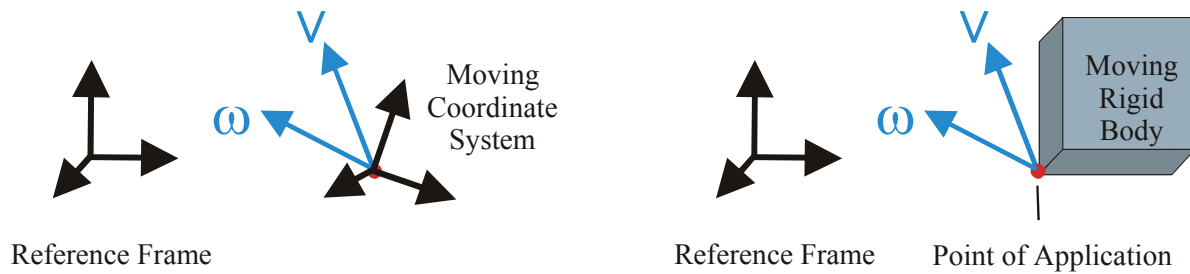 V
ω
Moving
Coordinate
System
Reference Frame
V
ω
Moving
Rigid
Body
Reference Frame
Point of Application